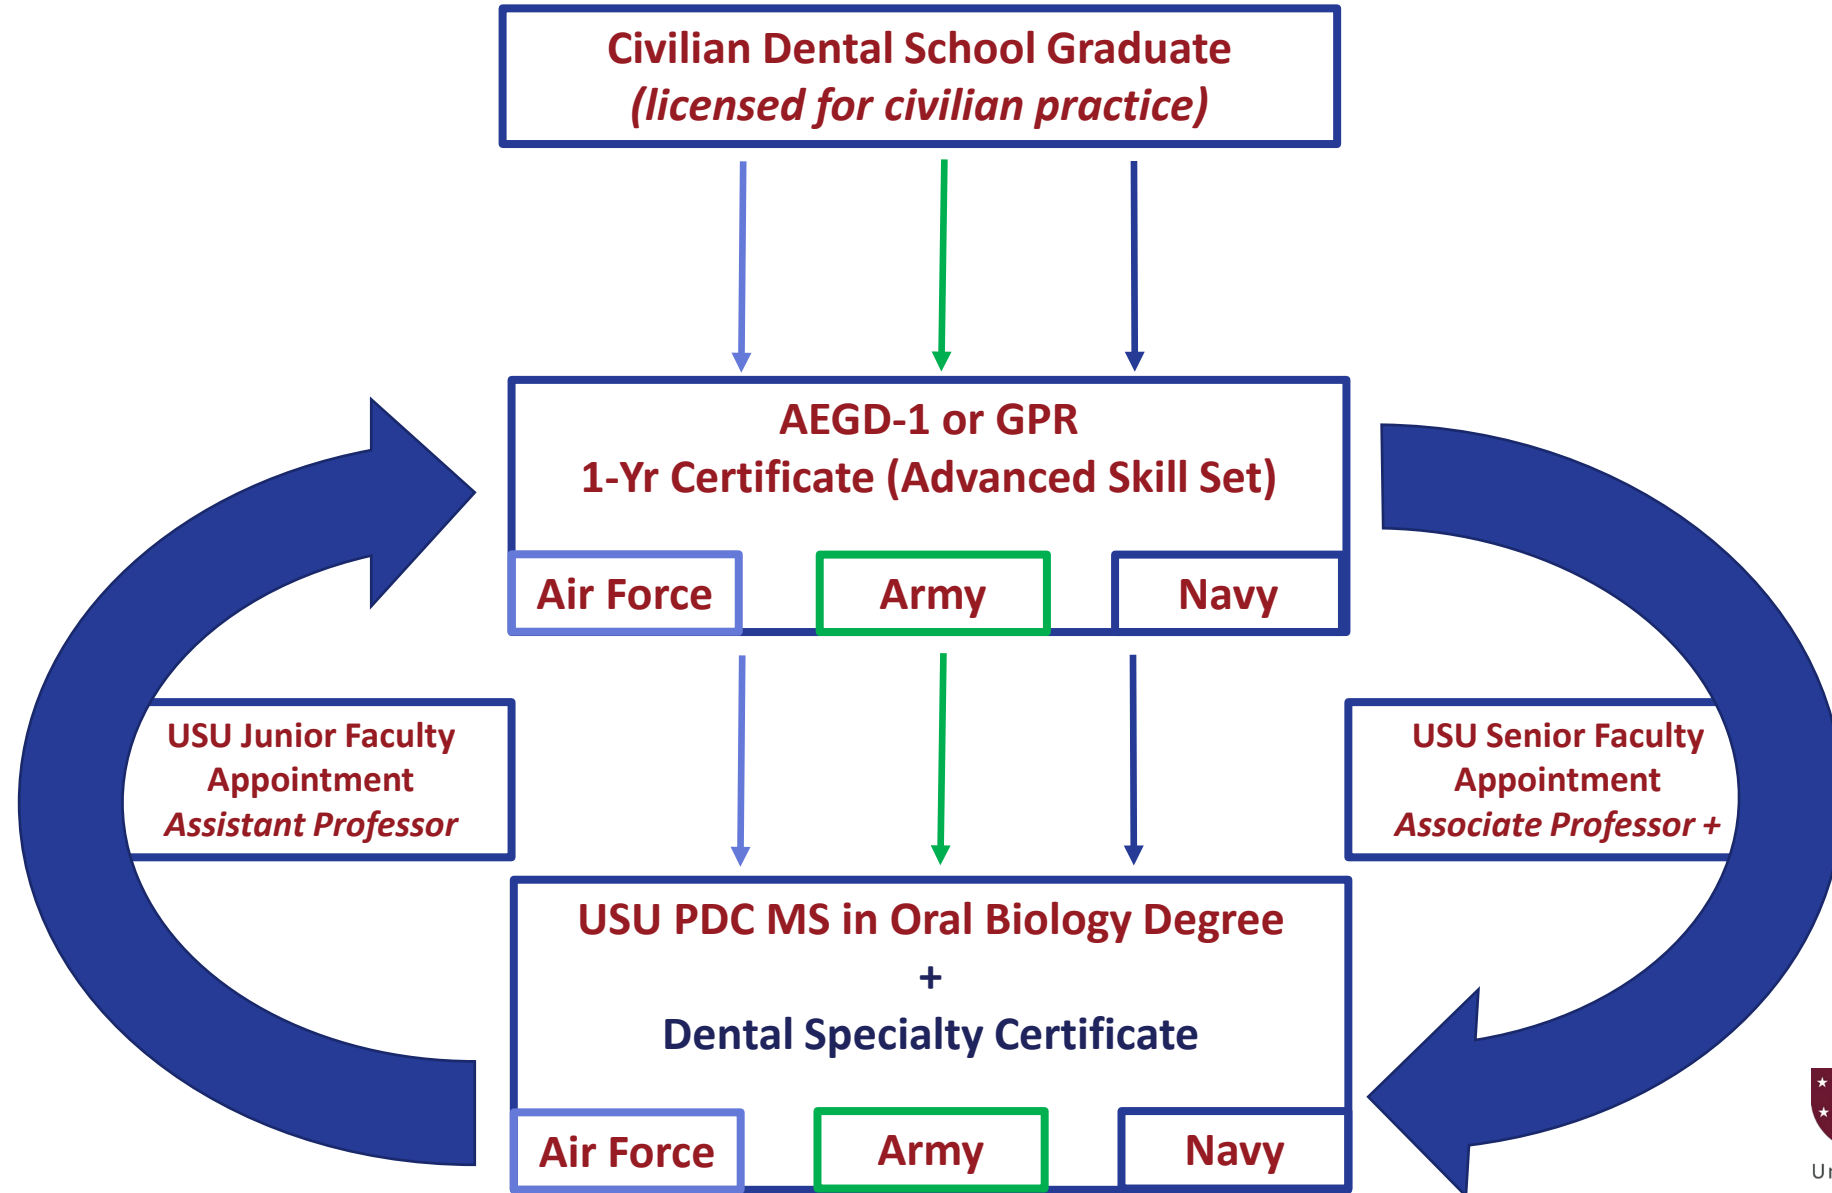 Civilian Dental School Graduate
(licensed for civilian practice)
AEGD-1 or GPR
1-Yr Certificate (Advanced Skill Set)
Air Force
Army
Navy
USU Junior Faculty
Appointment
Assistant Professor
USU Senior Faculty
Appointment
Associate Professor +
USU PDC MS in Oral Biology Degree
+
Dental Specialty Certificate
Air Force
Army
Navy